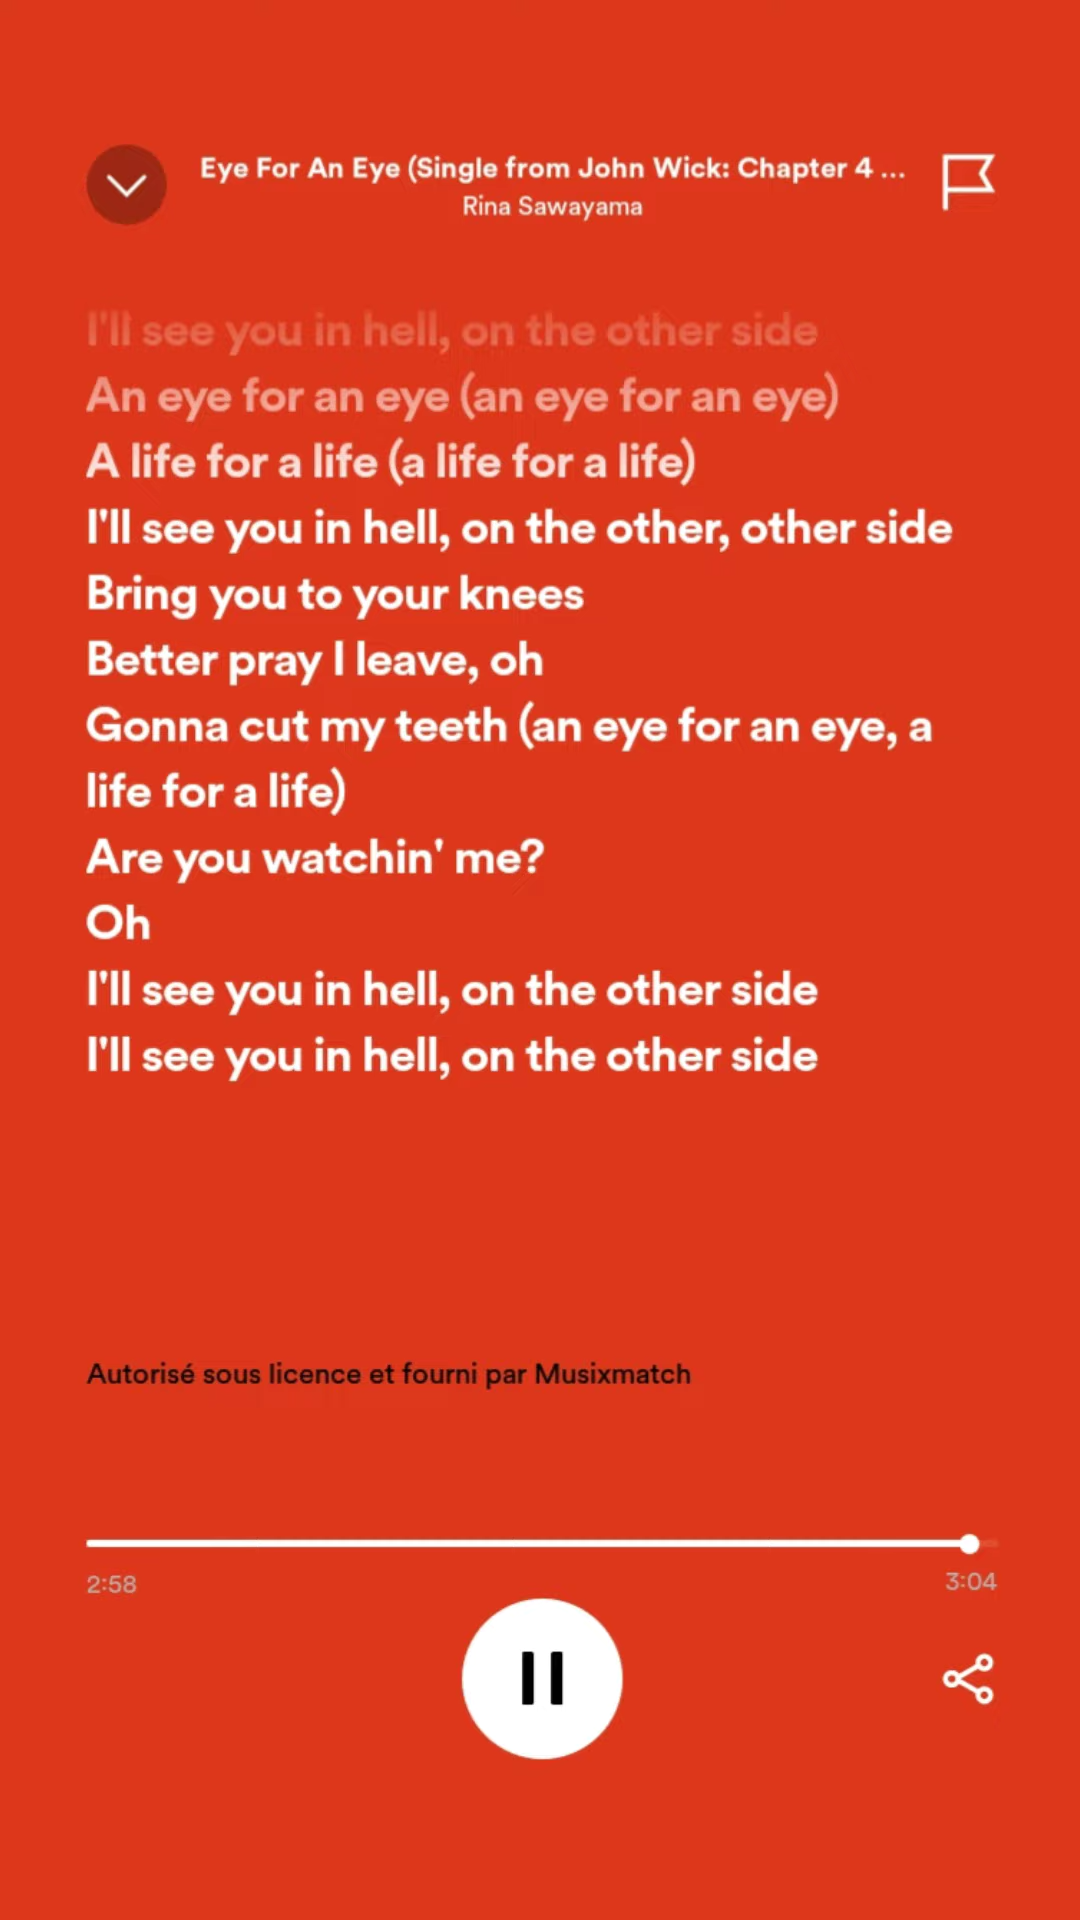 Eye For An Eye (Single from John Wick: Chapter 4 ...
Rina Sawayama
I'll see you in hell, on the other side
An eye for an eye (an eye for an eye)
A life for a life (a life for a life)
I'll see you in hell, on the other, other side
Bring you to your knees
Better pray I leave, oh
Gonna cut my teeth (an eye for an eye, a
life for a life)
Are you watchin' me?
Oh
I'll see you in hell, on the other side
I'll see you in hell, on the other side
Autorisé sous licence et fourni par Musixmatch
2:58
3:04